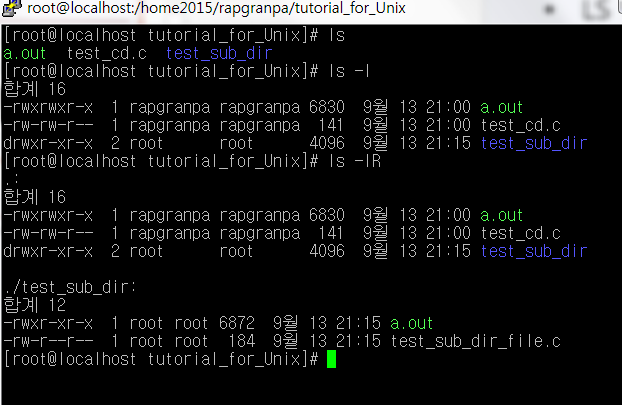 root@localhost:/home2015/rapgranpa/tutorial_for_Unix
[root@localhost tutorial_for_Unix]# ls
a.out  test_cd.c  test_sub_dir
[root@localhost tutorial_for_Unix]# ls -l
합계 16
-rwxrwxr-x  1 rapgranpa rapgranpa 6830  9월 13 21:00 a.out
-rw-rw-r--  1 rapgranpa rapgranpa  141  9월 13 21:00 test_cd.c
drwxr-xr-x  2 root      root      4096  9월 13 21:15 test_sub_dir
[root@localhost tutorial_for_Unix]# ls -lR
.:
합계 16
-rwxrwxr-x  1 rapgranpa rapgranpa 6830  9월 13 21:00 a.out
-rw-rw-r--  1 rapgranpa rapgranpa  141  9월 13 21:00 test_cd.c
drwxr-xr-x  2 root      root      4096  9월 13 21:15 test_sub_dir
./test_sub_dir:
합계 12
-rwxr-xr-x  1 root root 6872  9월 13 21:15 a.out
-rw-r--r--  1 root root  184  9월 13 21:15 test_sub_dir_file.c
[root@localhost tutorial_for_Unix]#